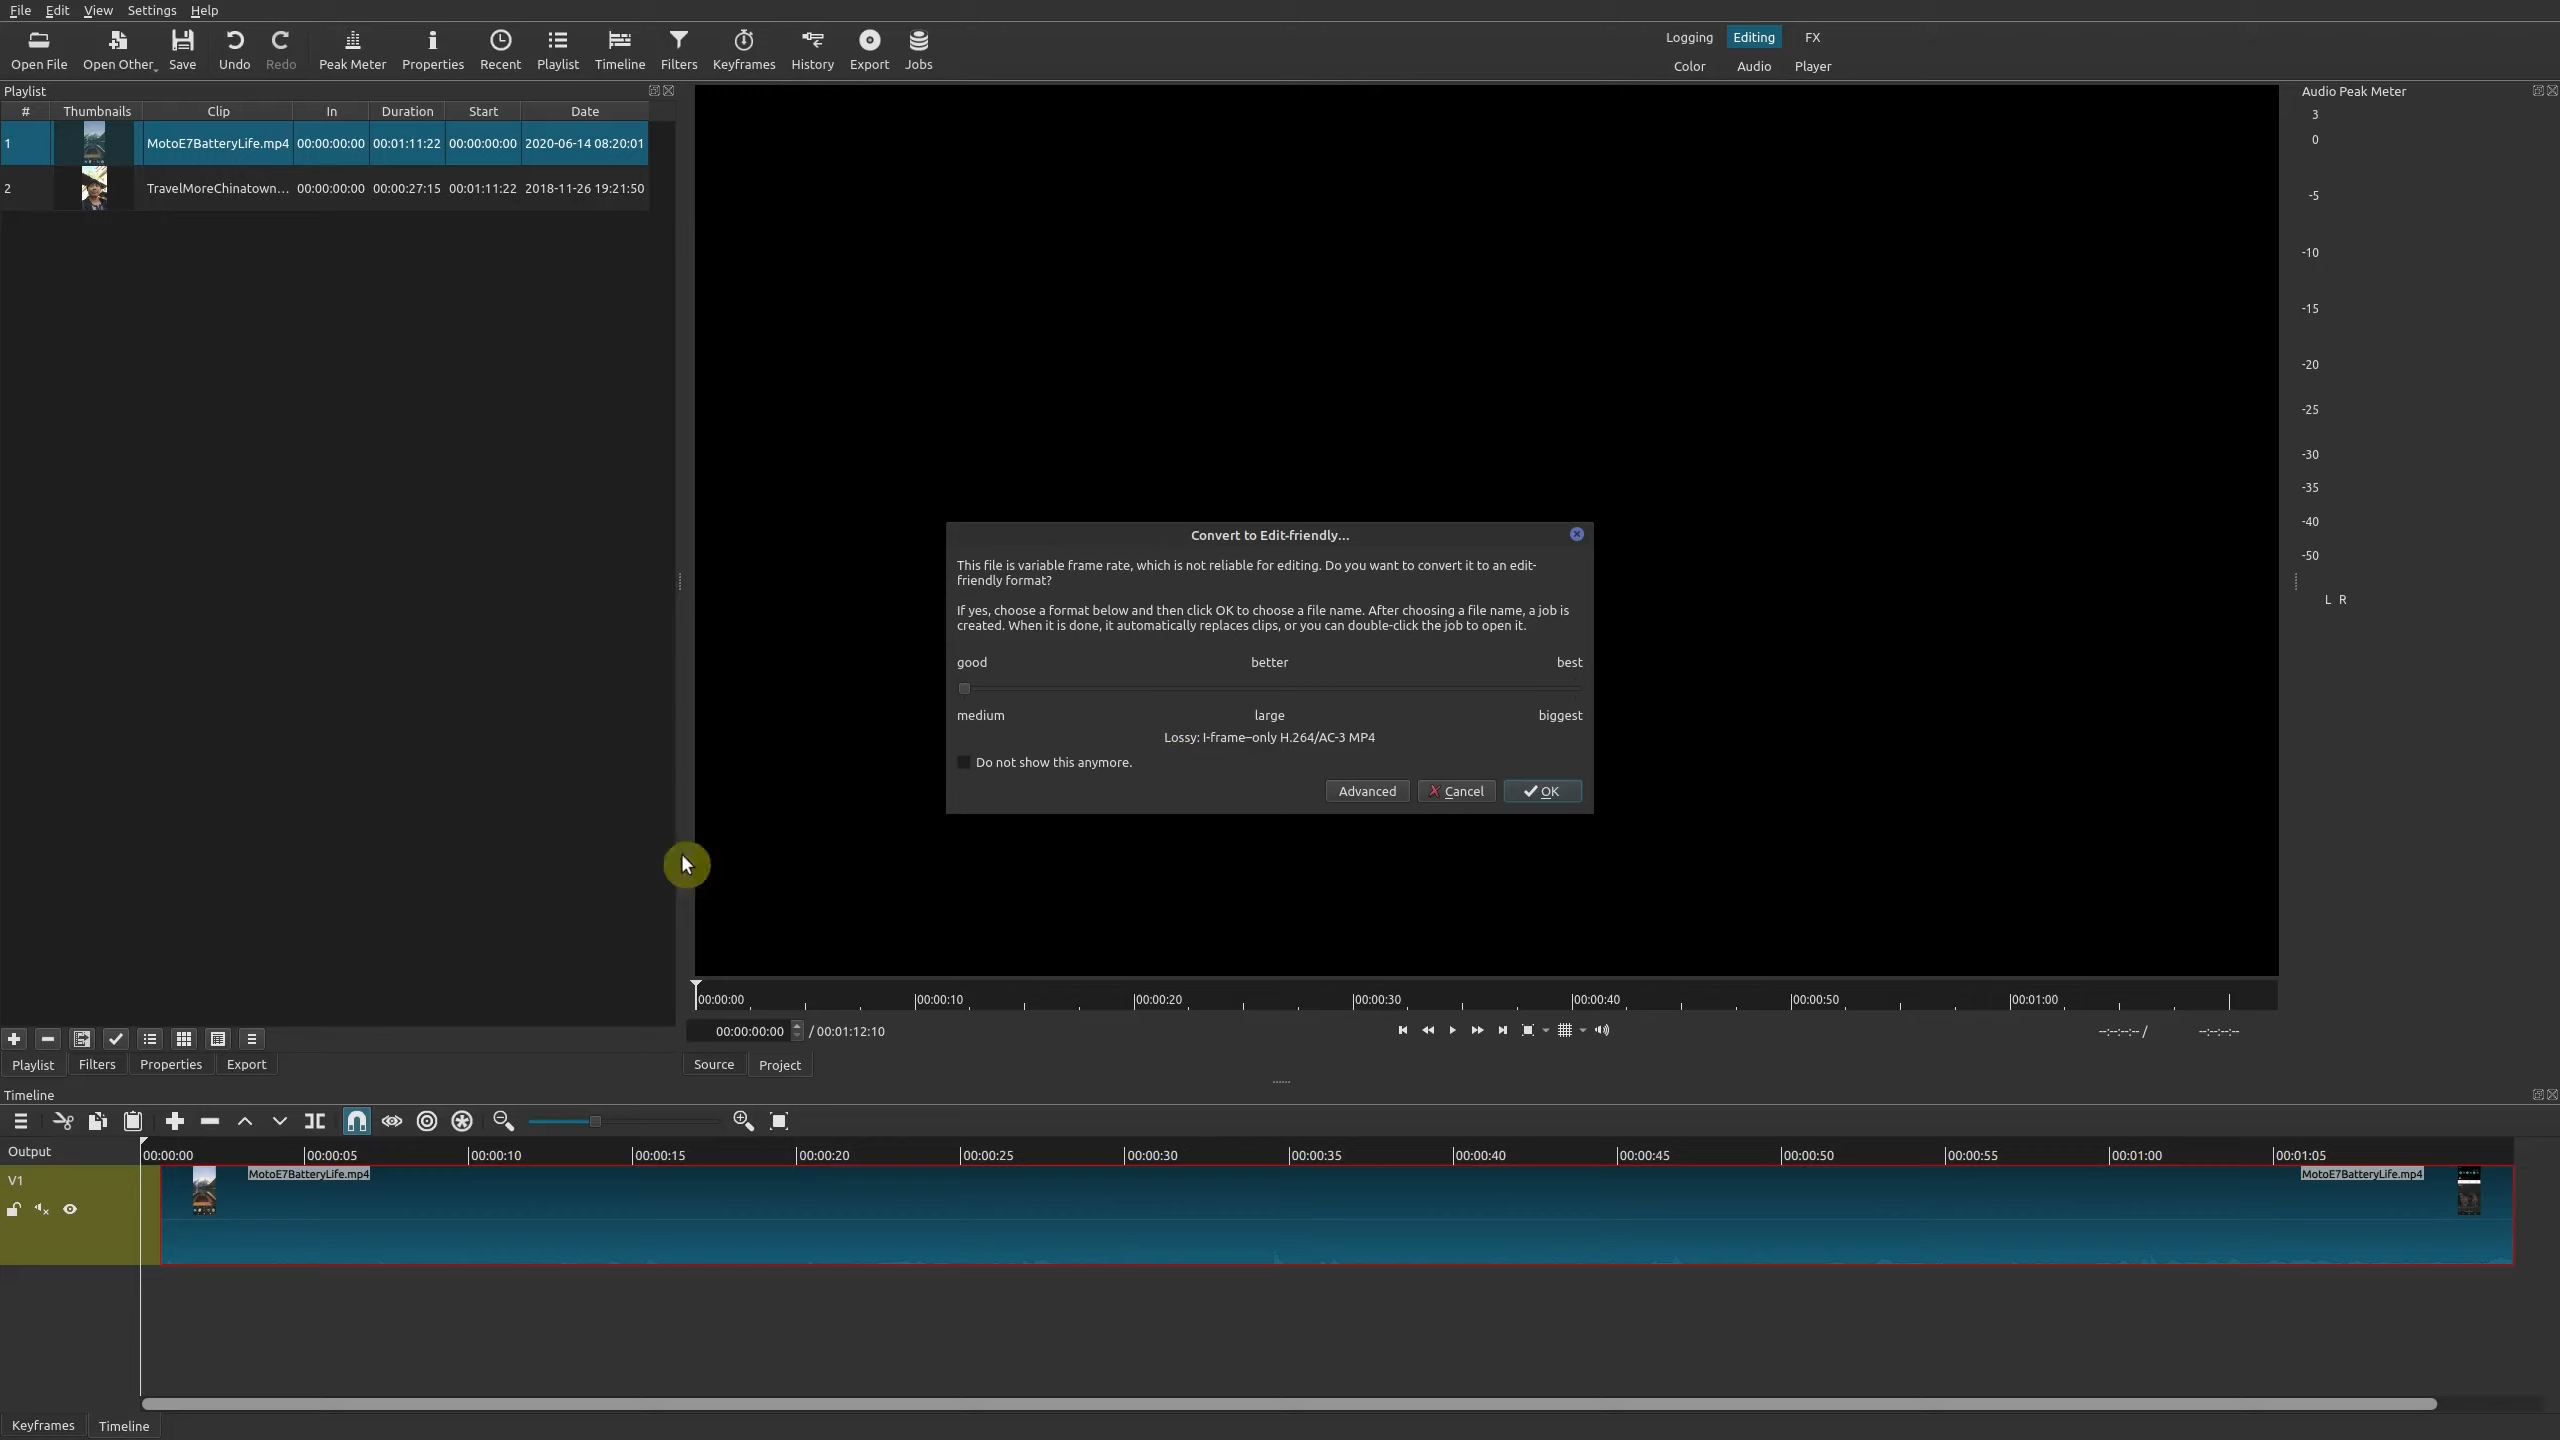 File Edit View Settings Help
Open File Open Other Save Undo Redo Peak Meter Properties Recent Playlist Timeline Filters Keyframes History Export Jobs
Logging Editing FX
Color Audio Player
Playlist
# Thumbnails Clip In Duration Start Date
1 MotoE7BatteryLife.mp4 00:00:00:00 00:01:11:22 00:00:00:00 2020-06-14 08:20:01
2 TravelMoreChinatown... 00:00:00:00 00:00:27:15 00:01:11:22 2018-11-26 19:21:50
Audio Peak Meter
3
0
-5
-10
-15
-20
-25
-30
-35
-40
-50
L R
Convert to Edit-friendly...
This file is variable frame rate, which is not reliable for editing. Do you want to convert it to an edit-
friendly format?
If yes, choose a format below and then click OK to choose a file name. After choosing a file name, a job is
created. When it is done, it automatically replaces clips, or you can double-click the job to open it.
good better best
medium large biggest
Lossy: I-frame–only H.264/AC-3 MP4
Do not show this anymore.
Advanced Cancel OK
00:00:00 00:00:10 00:00:20 00:00:30 00:00:40 00:00:50 00:01:00
00:00:00:00 / 00:01:12:10 --:--:--:-- / --:--:--:--
Playlist Filters Properties Export
Source Project
Timeline
Output
00:00:00 00:00:05 00:00:10 00:00:15 00:00:20 00:00:25 00:00:30 00:00:35 00:00:40 00:00:45 00:00:50 00:00:55 00:01:00 00:01:05
V1
MotoE7BatteryLife.mp4 MotoE7BatteryLife.mp4
Keyframes Timeline